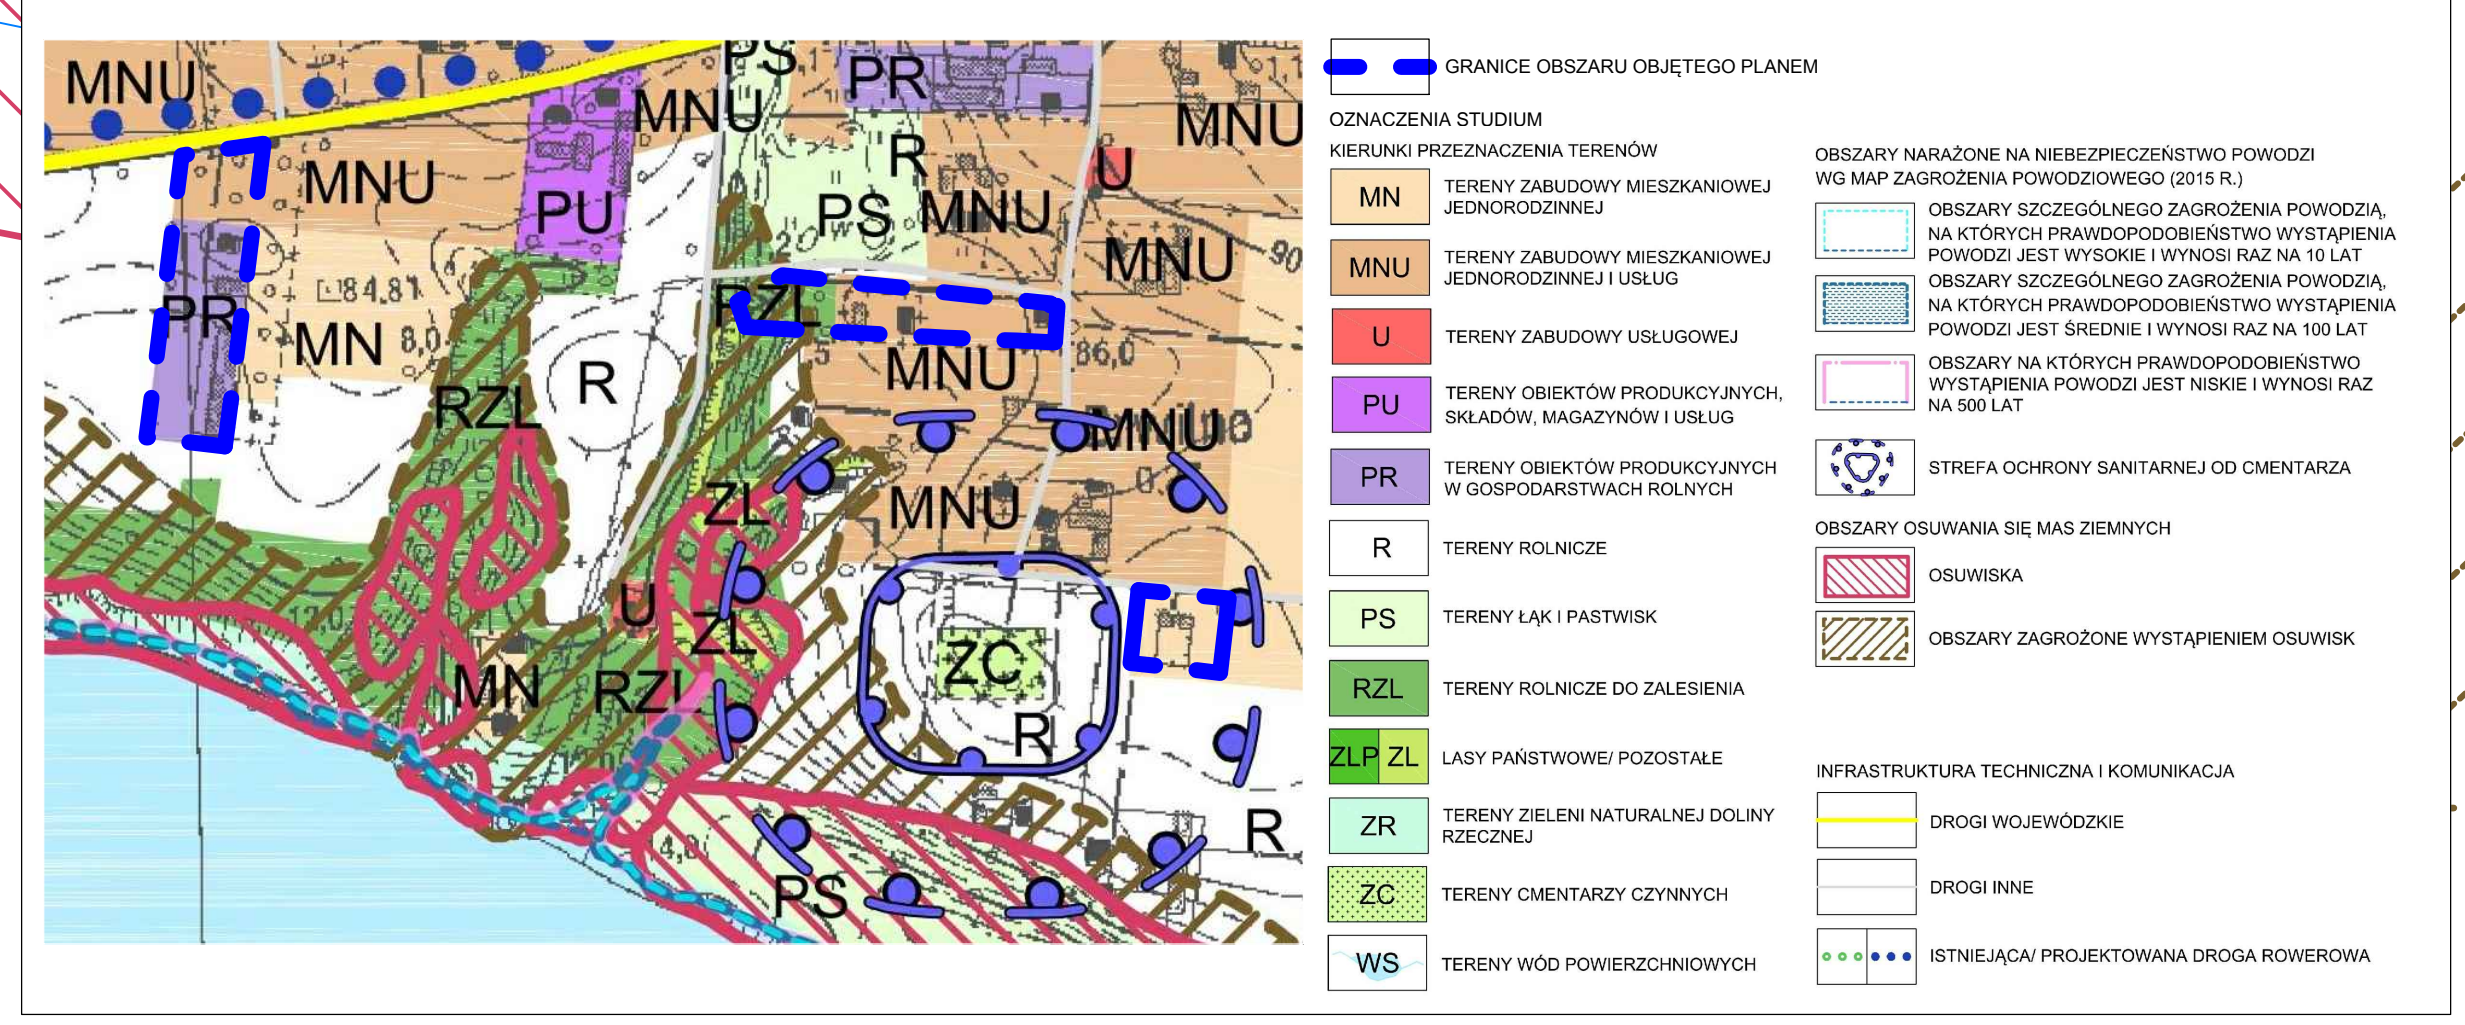 MNU
PS
PR
MNU
MNU
R
U
MNU
PU
PS
MNU
MNU
90
84,81
PR
RZL
MN
8,0
R
MNU
86,0
RZL
MNU
ZL
MNU
U
ZL
ZC
MN
RZL
R
R
PS
GRANICE OBSZARU OBJĘTEGO PLANEM
OZNACZENIA STUDIUM
KIERUNKI PRZEZNACZENIA TERENÓW
MN
TERENY ZABUDOWY MIESZKANIOWEJ
JEDNORODZINNEJ
MNU
TERENY ZABUDOWY MIESZKANIOWEJ
JEDNORODZINNEJ I USŁUG
U
TERENY ZABUDOWY USŁUGOWEJ
PU
TERENY OBIEKTÓW PRODUKCYJNYCH,
SKŁADÓW, MAGAZYNÓW I USŁUG
PR
TERENY OBIEKTÓW PRODUKCYJNYCH
W GOSPODARSTWACH ROLNYCH
R
TERENY ROLNICZE
PS
TERENY ŁĄK I PASTWISK
RZL
TERENY ROLNICZE DO ZALESIENIA
ZLP ZL
LASY PAŃSTWOWE/ POZOSTAŁE
ZR
TERENY ZIELENI NATURALNEJ DOLINY
RZECZNEJ
ZC
TERENY CMENTARZY CZYNNYCH
WS
TERENY WÓD POWIERZCHNIOWYCH
OBSZARY NARAŻONE NA NIEBEZPIECZEŃSTWO POWODZI
WG MAP ZAGROŻENIA POWODZIOWEGO (2015 R.)
OBSZARY SZCZEGÓLNEGO ZAGROŻENIA POWODZIĄ,
NA KTÓRYCH PRAWDOPODOBIEŃSTWO WYSTĄPIENIA
POWODZI JEST WYSOKIE I WYNOSI RAZ NA 10 LAT
OBSZARY SZCZEGÓLNEGO ZAGROŻENIA POWODZIĄ,
NA KTÓRYCH PRAWDOPODOBIEŃSTWO WYSTĄPIENIA
POWODZI JEST ŚREDNIE I WYNOSI RAZ NA 100 LAT
OBSZARY NA KTÓRYCH PRAWDOPODOBIEŃSTWO
WYSTĄPIENIA POWODZI JEST NISKIE I WYNOSI RAZ
NA 500 LAT
STREFA OCHRONY SANITARNEJ OD CMENTARZA
OBSZARY OSUWANIA SIĘ MAS ZIEMNYCH
OSUWISKA
OBSZARY ZAGROŻONE WYSTĄPIENIEM OSUWISK
INFRASTRUKTURA TECHNICZNA I KOMUNIKACJA
DROGI WOJEWÓDZKIE
DROGI INNE
ISTNIEJĄCA/ PROJEKTOWANA DROGA ROWEROWA